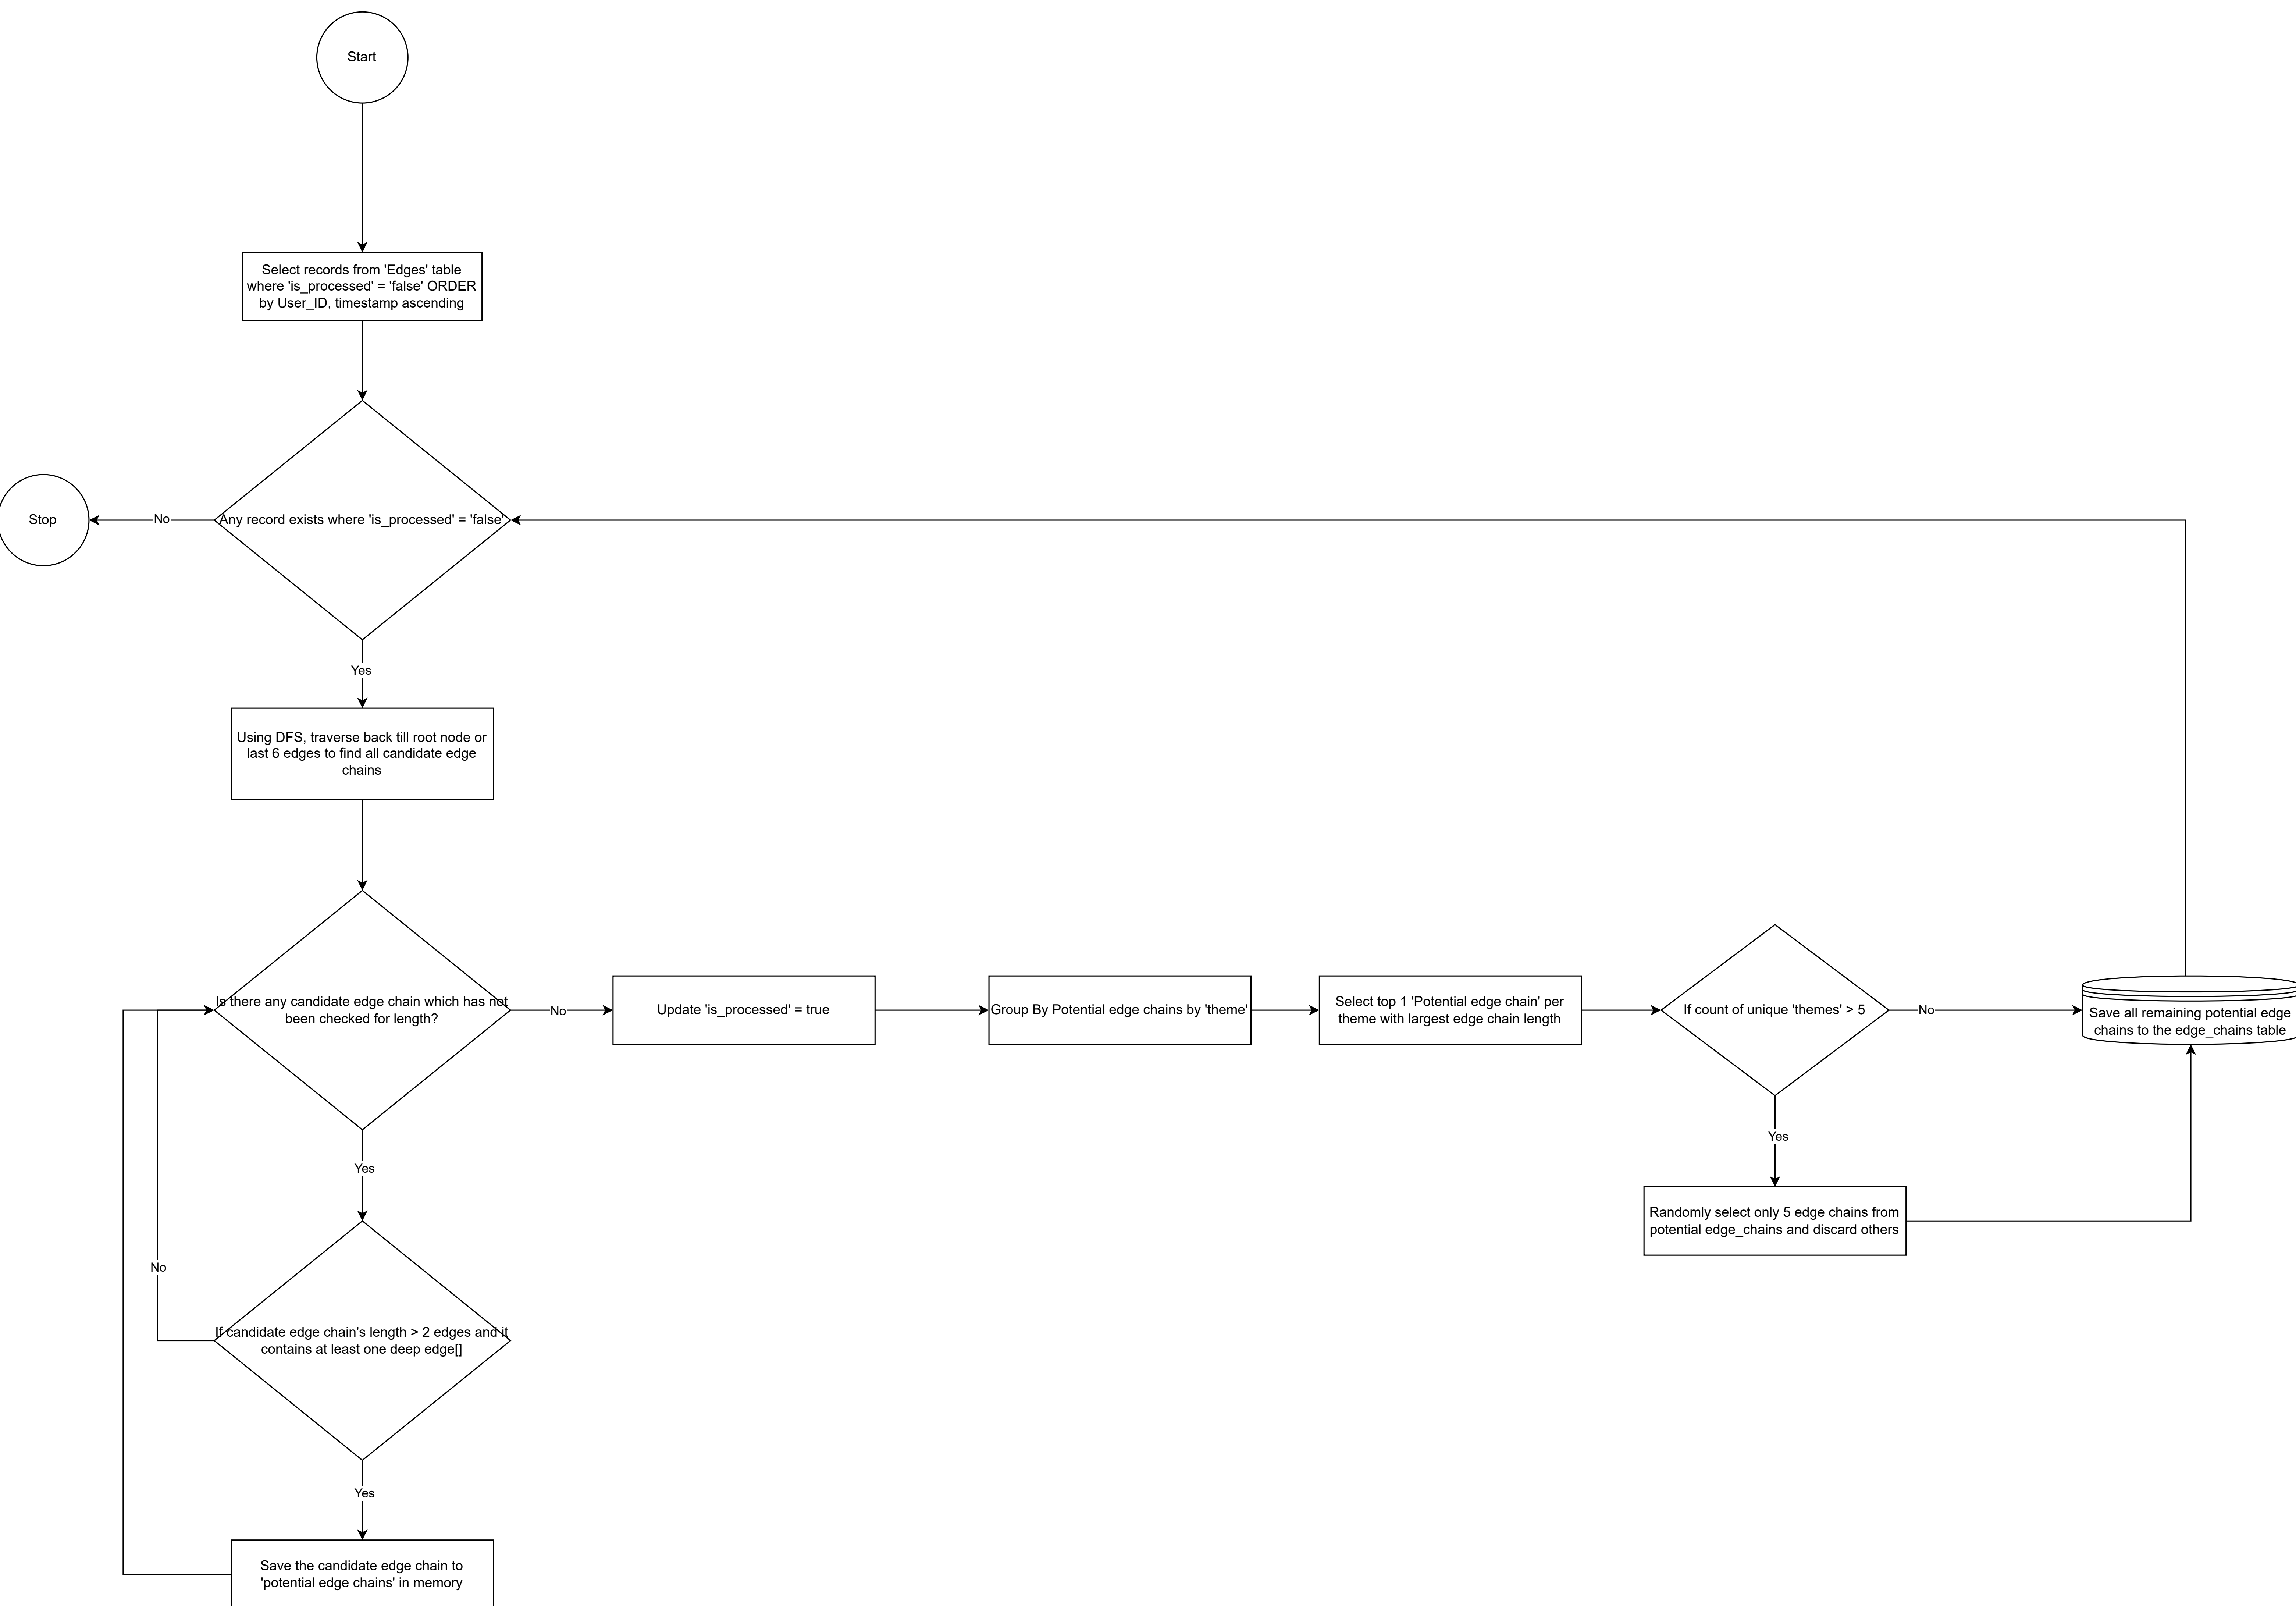 Start
Select records from 'Edges' table
where 'is_processed' = 'false' ORDER
by User_ID, timestamp ascending
Stop
No
Any record exists where 'is_processed' = 'false'
Yes
Using DFS, traverse back till root node or
last 6 edges to find all candidate edge
chains
Is there any candidate edge chain which has not
been checked for length?
No
Update 'is_processed' = true
Group By Potential edge chains by 'theme'
Select top 1 'Potential edge chain' per
theme with largest edge chain length
If count of unique 'themes' > 5
No
Save all remaining potential edge
chains to the edge_chains table
Yes
Yes
Randomly select only 5 edge chains from
potential edge_chains and discard others
No
If candidate edge chain's length > 2 edges and it
contains at least one deep edge[]
Yes
Save the candidate edge chain to
'potential edge chains' in memory